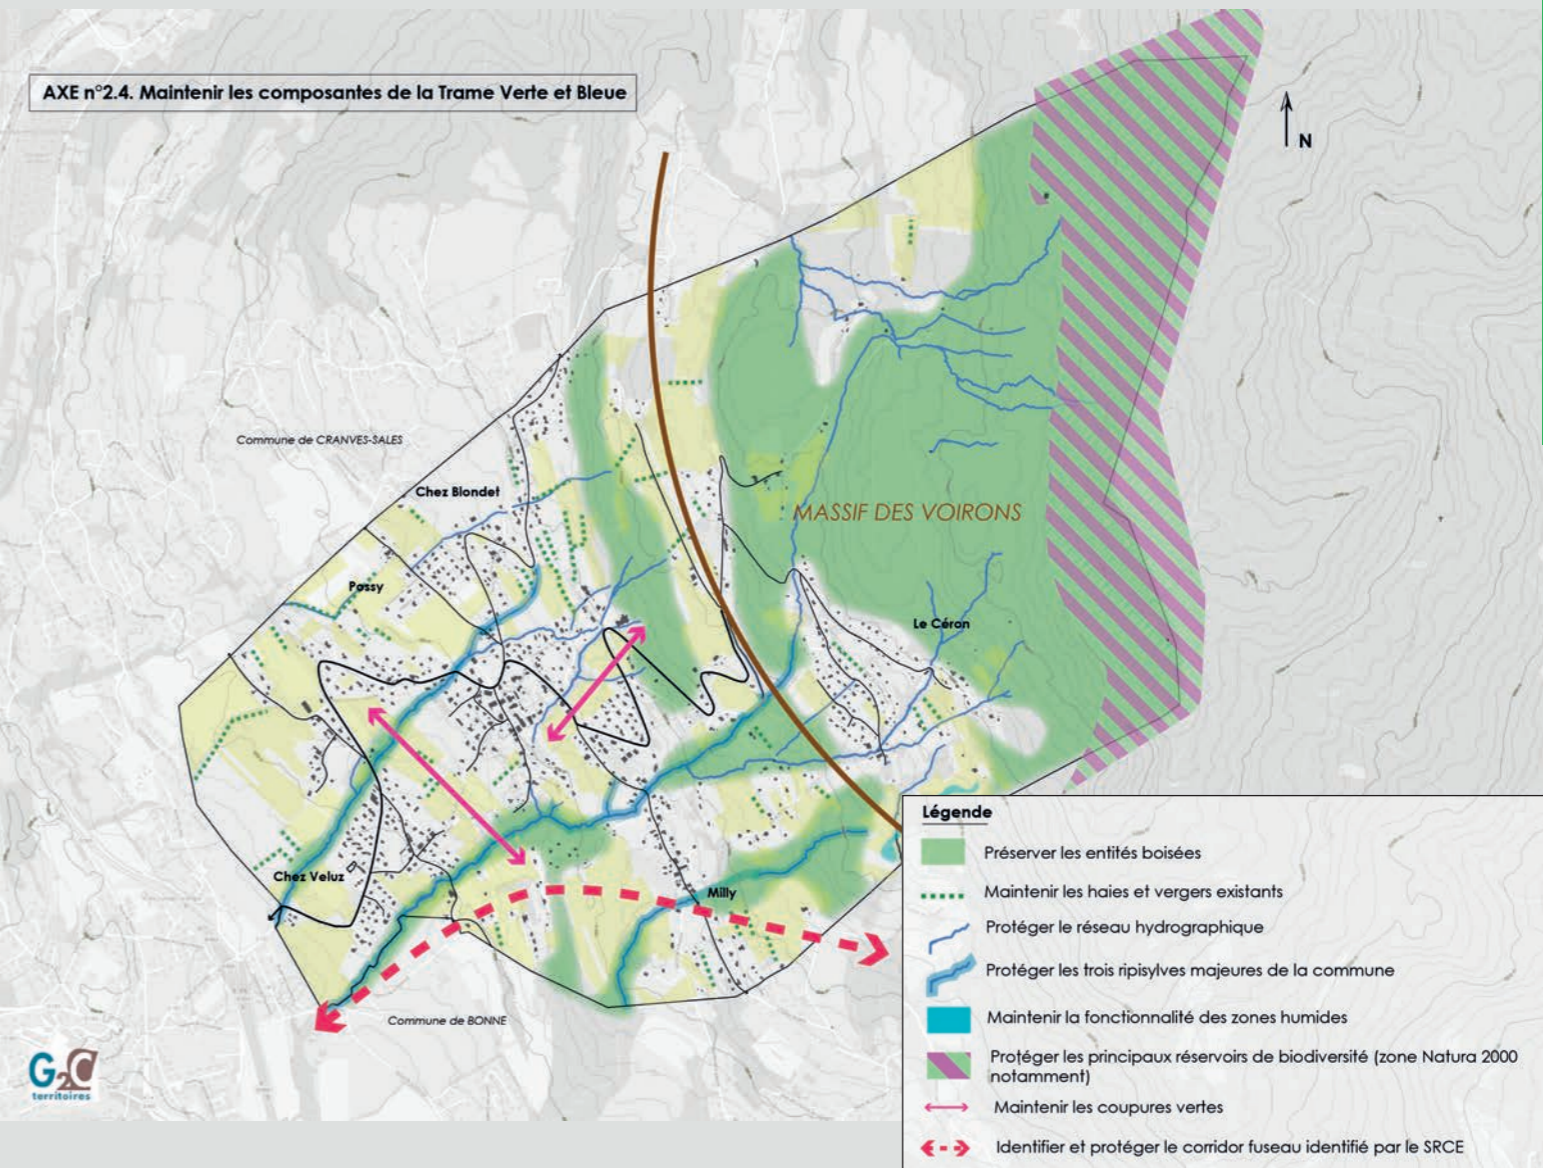 AXE n°2.4. Maintenir les composantes de la Trame Verte et Bleue
N
Commune de CRANVES-SALES
Chez Blondet
MASSIF DES VOIRONS
Possy
Le Céron
Chez Veluz
Milly
Commune de BONNE
G2C
territoires
Légende
Préserver les entités boisées
Maintenir les haies et vergers existants
Protéger le réseau hydrographique
Protéger les trois ripisylves majeures de la commune
Maintenir la fonctionnalité des zones humides
Protéger les principaux réservoirs de biodiversité (zone Natura 2000
notamment)
Maintenir les coupures vertes
Identifier et protéger le corridor fuseau identifié par le SRCE